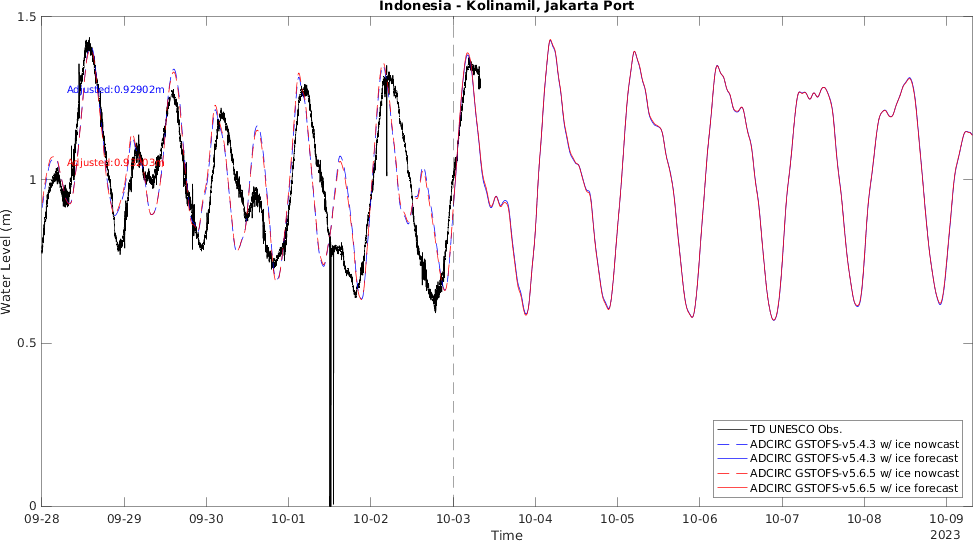 Indonesia - Kolinamil, Jakarta Port
1.5
1
0.5
0
Water Level (m)
Adjusted:0.92902m
TD UNESCO Obs.
ADCIRC GSTOFS-v5.4.3 w/ ice nowcast
ADCIRC GSTOFS-v5.4.3 w/ ice forecast
ADCIRC GSTOFS-v5.6.5 w/ ice nowcast
ADCIRC GSTOFS-v5.6.5 w/ ice forecast
09-28 09-29 09-30 10-01 10-02 10-03 10-04 10-05 10-06 10-07 10-08 10-09
Time 2023